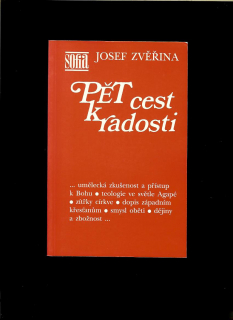 Sofia
JOSEF ZVĚŘINA
PĚT cest
k radosti
... umělecká zkušenost a přístup
k Bohu • teologie ve světle Agapé
• zážky církve • dopis západním
křesťanům • smysl oběti • dějiny
a zbožnost ...